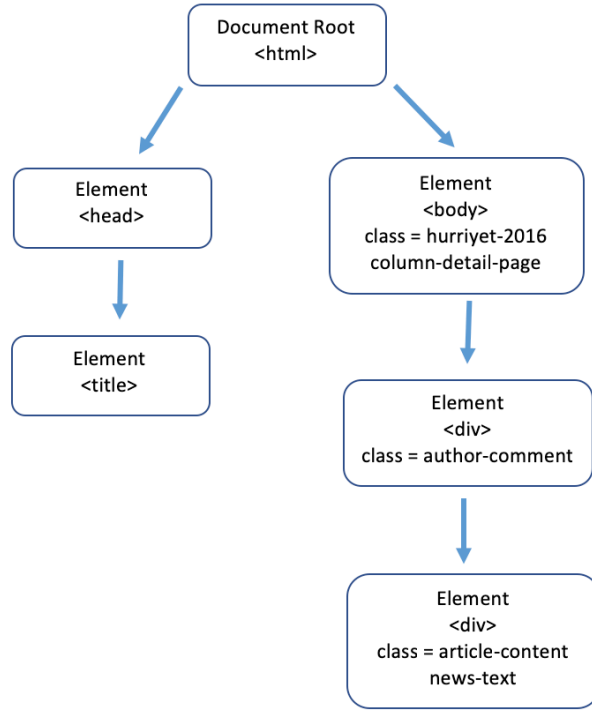 Document Root
<html>
Element
<head>
Element
<body>
class = hurriyet-2016
column-detail-page
Element
<title>
Element
<div>
class = author-comment
Element
<div>
class = article-content
news-text